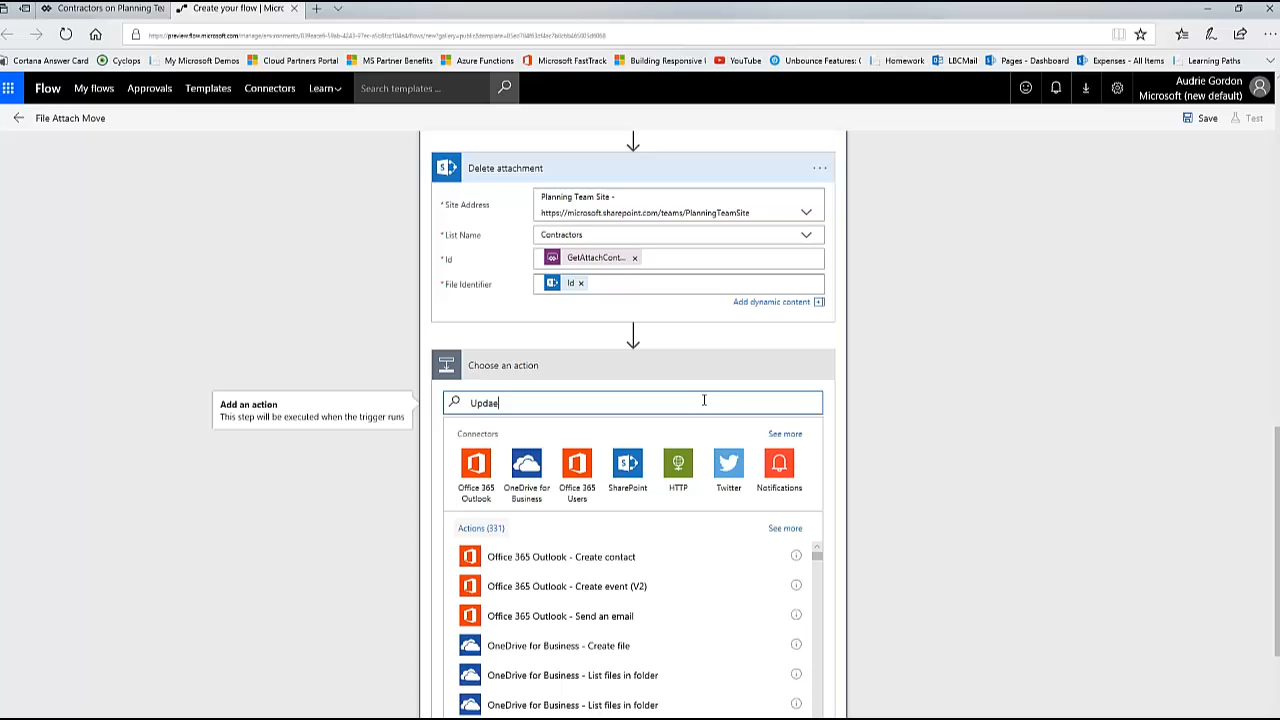 Contractors on Planning Tea
Create your flow | Micro
https://preview.flow.microsoft.com/manage/environments/
Cortana Answer Card
Cyclops
My Microsoft Demos
Cloud Partners Portal
MS Partner Benefits
Azure Functions
Microsoft FastTrack
Building Responsive I
YouTube
Unbounce Features: (
Homework
LBCMail
Pages - Dashboard
Expenses - All Items
Learning Paths
Flow
My flows
Approvals
Templates
Connectors
Learn
Search templates ...
Audrie Gordon
Microsoft (new default)
File Attach Move
Save
Test
Delete attachment
...
* Site Address
Planning Team Site -
https://microsoft.sharepoint.com/teams/PlanningTeamSite
* List Name
Contractors
* Id
GetAttachCont... x
* File Identifier
Id x
Add dynamic content
Choose an action
Add an action
This step will be executed when the trigger runs
Updae
Connectors
See more
Office 365
Outlook
OneDrive for
Business
Office 365
Users
SharePoint
HTTP
Twitter
Notifications
Actions (331)
See more
Office 365 Outlook - Create contact
Office 365 Outlook - Create event (V2)
Office 365 Outlook - Send an email
OneDrive for Business - Create file
OneDrive for Business - List files in folder
OneDrive for Business - List files in folder